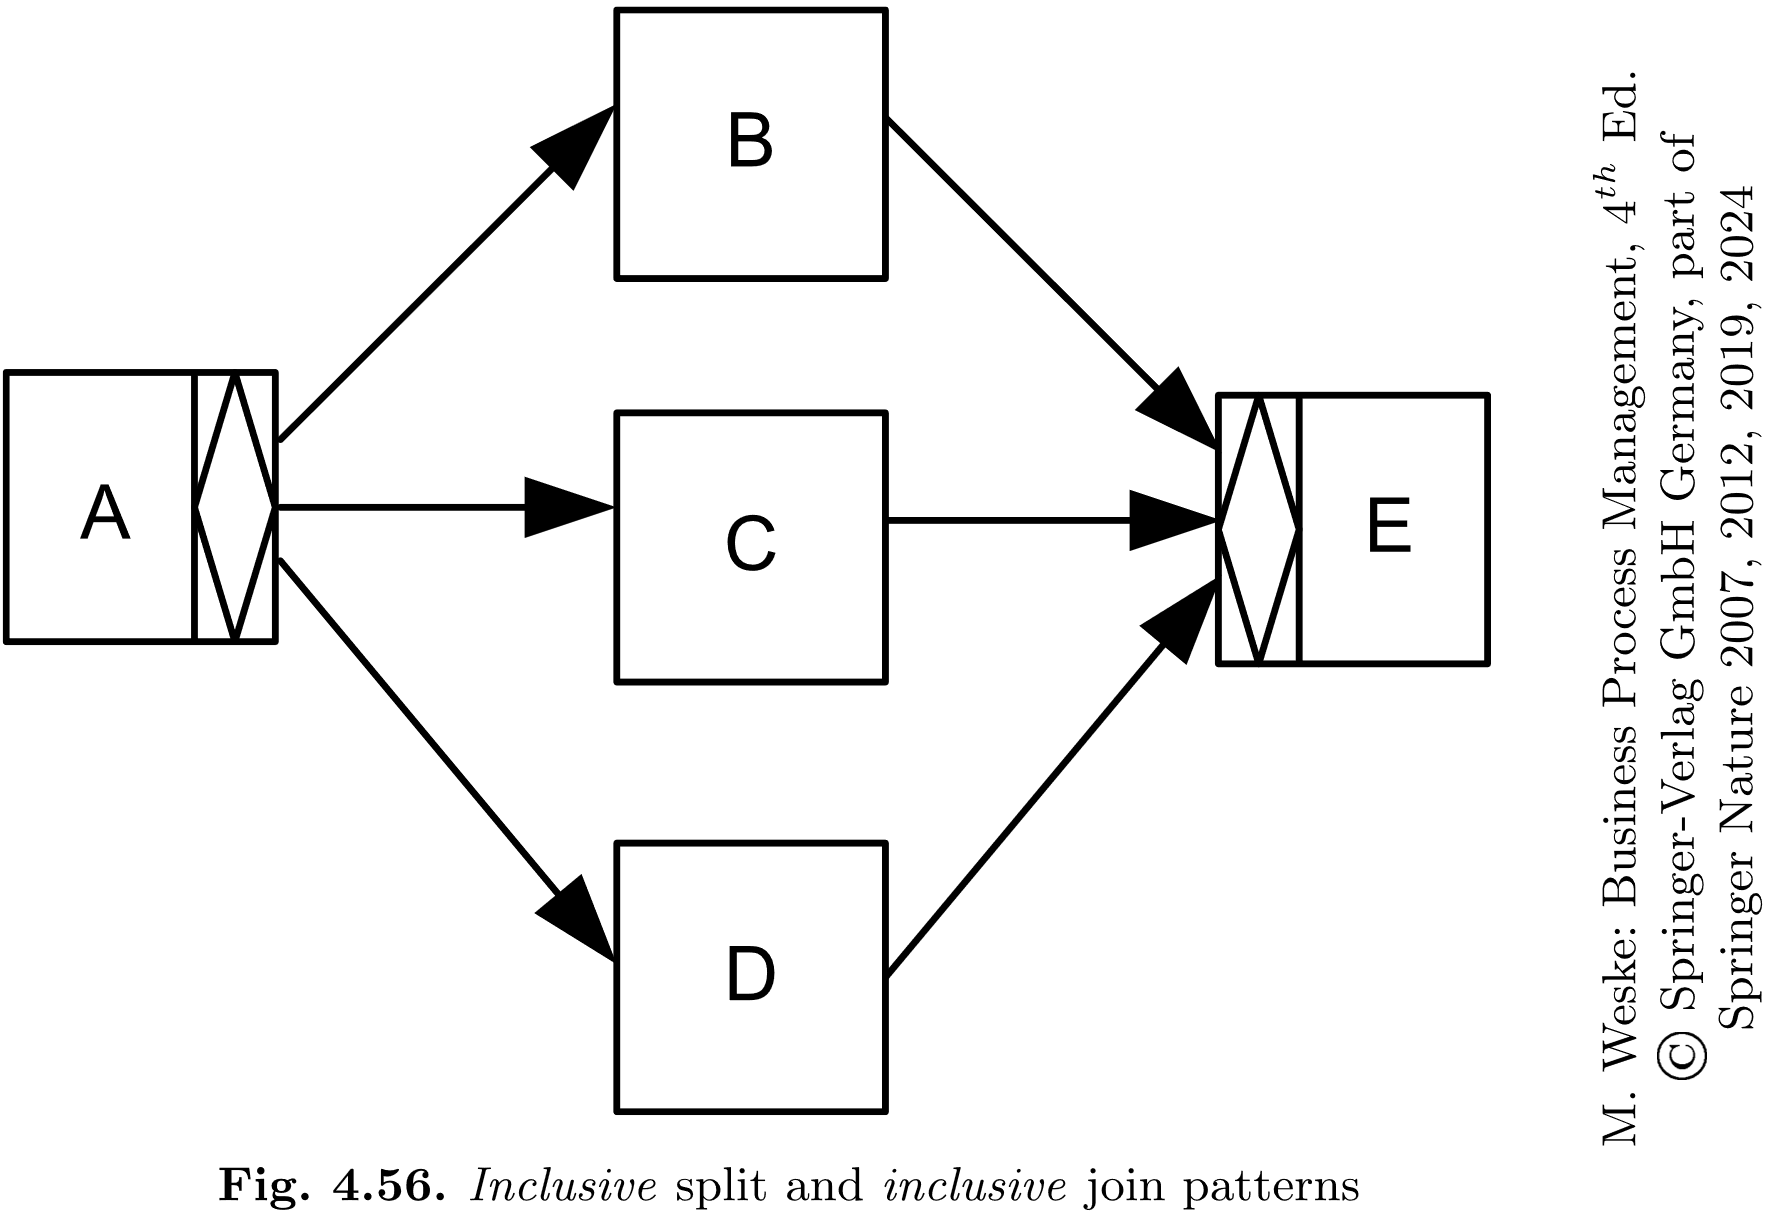 B
A
C
E
D
Fig. 4.56. Inclusive split and inclusive join patterns
M. Weske: Business Process Management, 4th Ed.
© Springer-Verlag GmbH Germany, part of
Springer Nature 2007, 2012, 2019, 2024